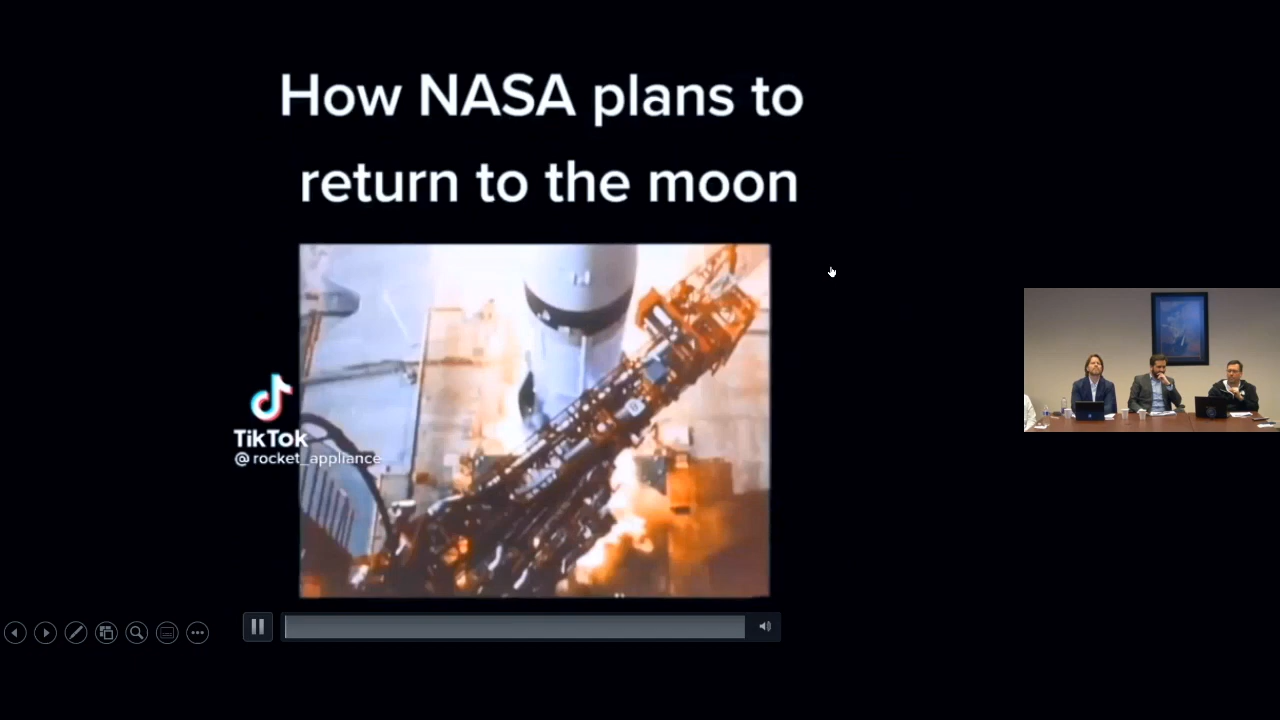 How NASA plans to
return to the moon
TikTok
@rocket_appliance